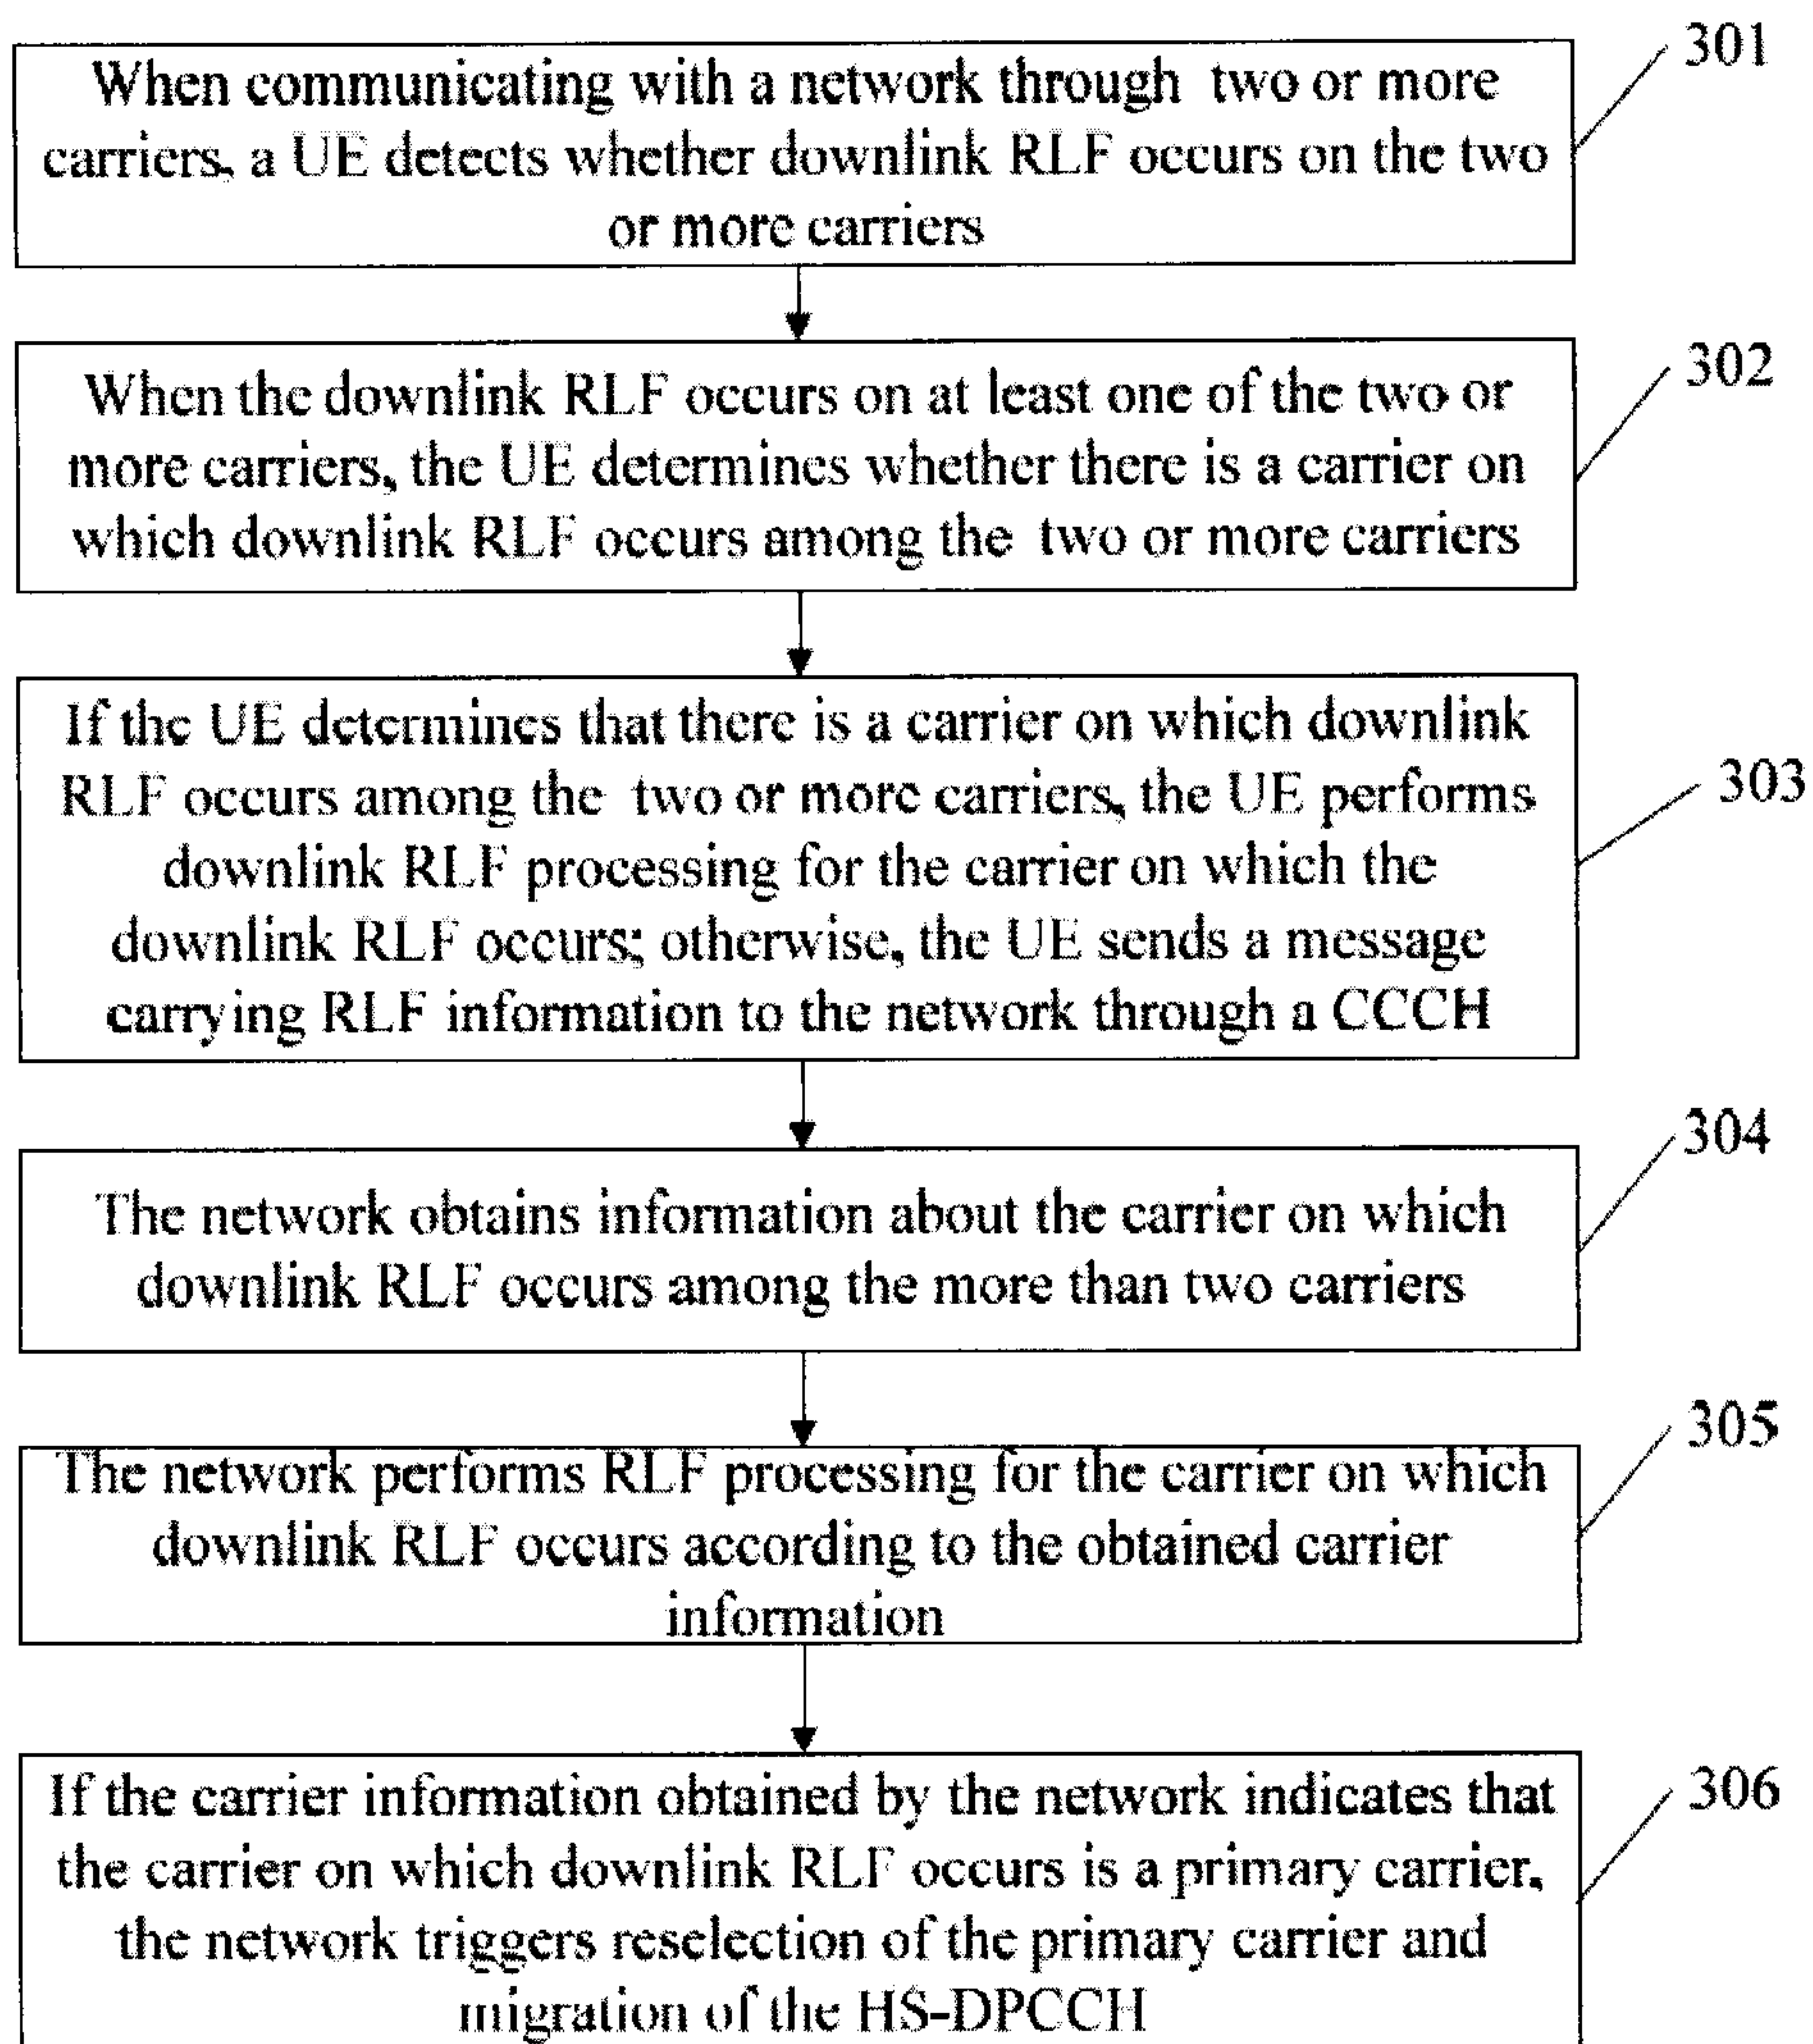 When communicating with a network through two or more
carriers, a UE detects whether downlink RLF occurs on the two
or more carriers
301
When the downlink RLF occurs on at least one of the two or
more carriers, the UE determines whether there is a carrier on
which downlink RLF occurs among the two or more carriers
302
If the UE determines that there is a carrier on which downlink
RLF occurs among the two or more carriers, the UE performs
downlink RLF processing for the carrier on which the
downlink RLF occurs; otherwise, the UE sends a message
carrying RLF information to the network through a CCCH
303
The network obtains information about the carrier on which
downlink RLF occurs among the more than two carriers
304
The network performs RLF processing for the carrier on which
downlink RLF occurs according to the obtained carrier
information
305
If the carrier information obtained by the network indicates that
the carrier on which downlink RLF occurs is a primary carrier,
the network triggers reselection of the primary carrier and
migration of the HS-DPCCH
306